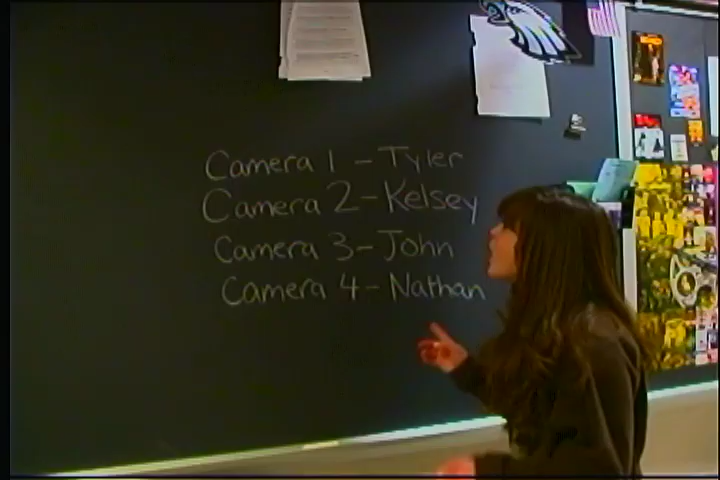 Camera 1 - Tyler
Camera 2 - Kelsey
Camera 3 - John
Camera 4 - Nathan